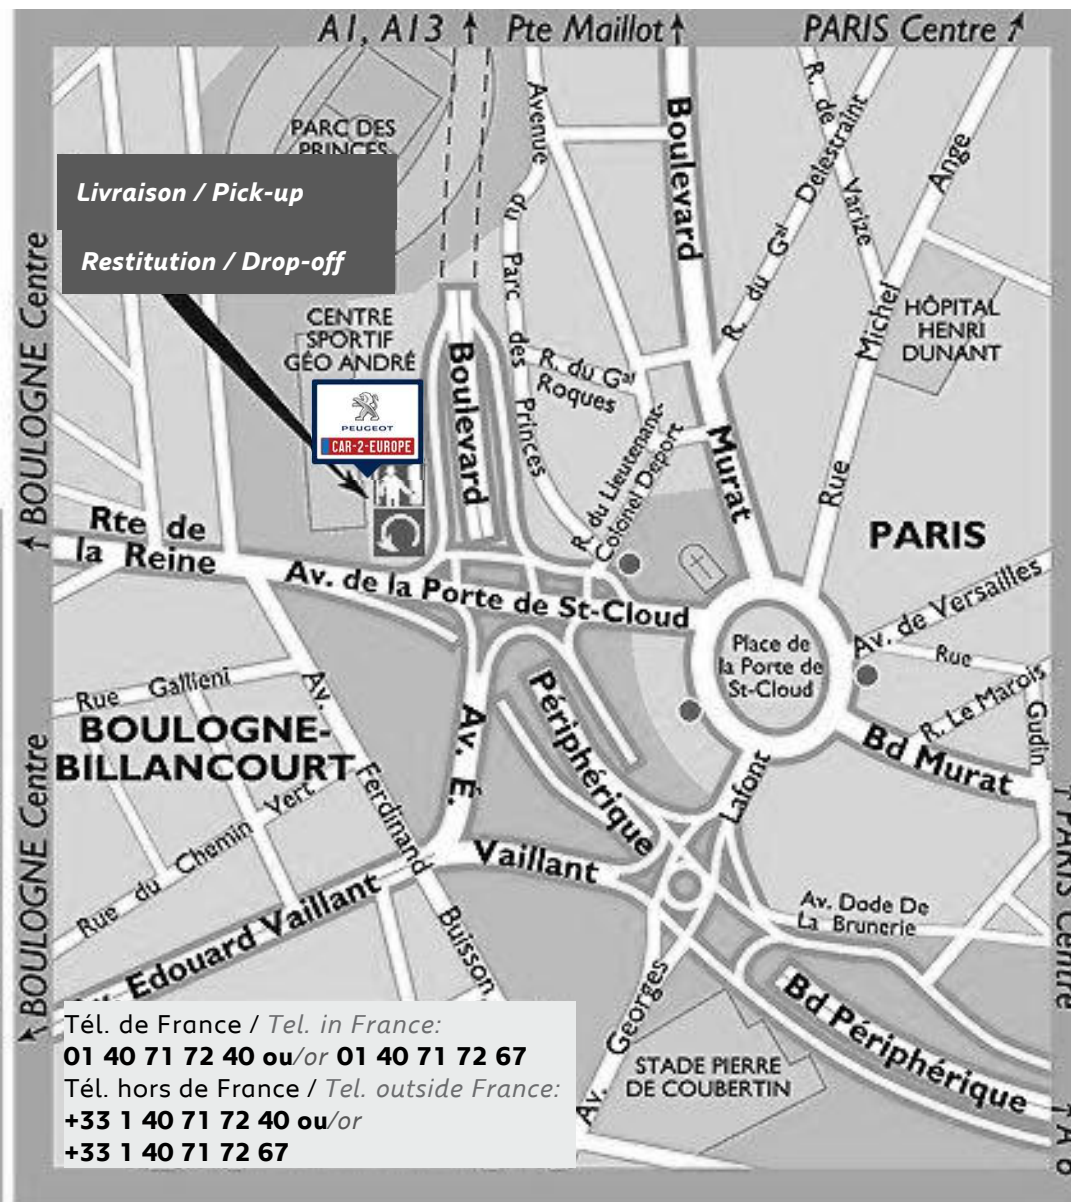 A1, A13
Pte Maillot
PARIS Centre
PARC DES
PRINCES
Livraison / Pick-up
Restitution / Drop-off
BOULOGNE Centre
CENTRE
SPORTIF
GÉO ANDRÉ
PEUGEOT
CAR-2-EUROPE
Boulevard
Avenue
du
Parc
des
Princes
R. du Gal
Roques
Boulevard
Murat
R. du Gal Delestraint
R. de
Varize
Rue
Michel
Ange
HÔPITAL
HENRI
DUNANT
R. du Lieutenant-
Colonel Deport
Rte de
la Reine
Av. de la Porte de St-Cloud
PARIS
Place de
la Porte de
St-Cloud
Av. de Versailles
Rue
Gudin
R. Le Marois
Bd Murat
Rue Gallieni
BOULOGNE-
BILLANCOURT
Av.
Ferdinand
Buisson
Rue du Chemin Vert
Av. É.
Vaillant
Périphérique
Lafont
Av. Dode De
La Brunerie
BOULOGNE Centre
Edouard Vaillant
PARIS Centre
Av. Georges
STADE PIERRE
DE COUBERTIN
Bd Périphérique
Tél. de France / Tel. in France:
01 40 71 72 40 ou/or 01 40 71 72 67
Tél. hors de France / Tel. outside France:
+33 1 40 71 72 40 ou/or
+33 1 40 71 72 67